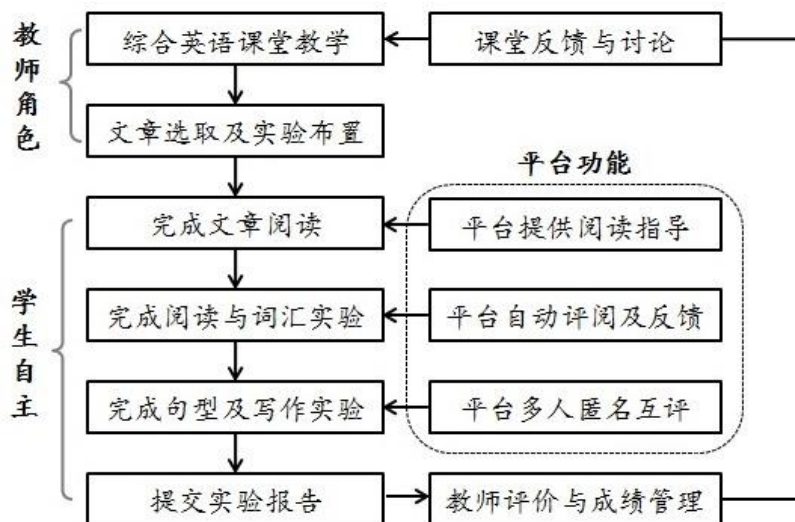 教师角色
综合英语课堂教学
课堂反馈与讨论
文章选取及实验布置
平台功能
学生自主
完成文章阅读
平台提供阅读指导
完成阅读与词汇实验
平台自动评阅及反馈
完成句型及写作实验
平台多人匿名互评
提交实验报告
教师评价与成绩管理